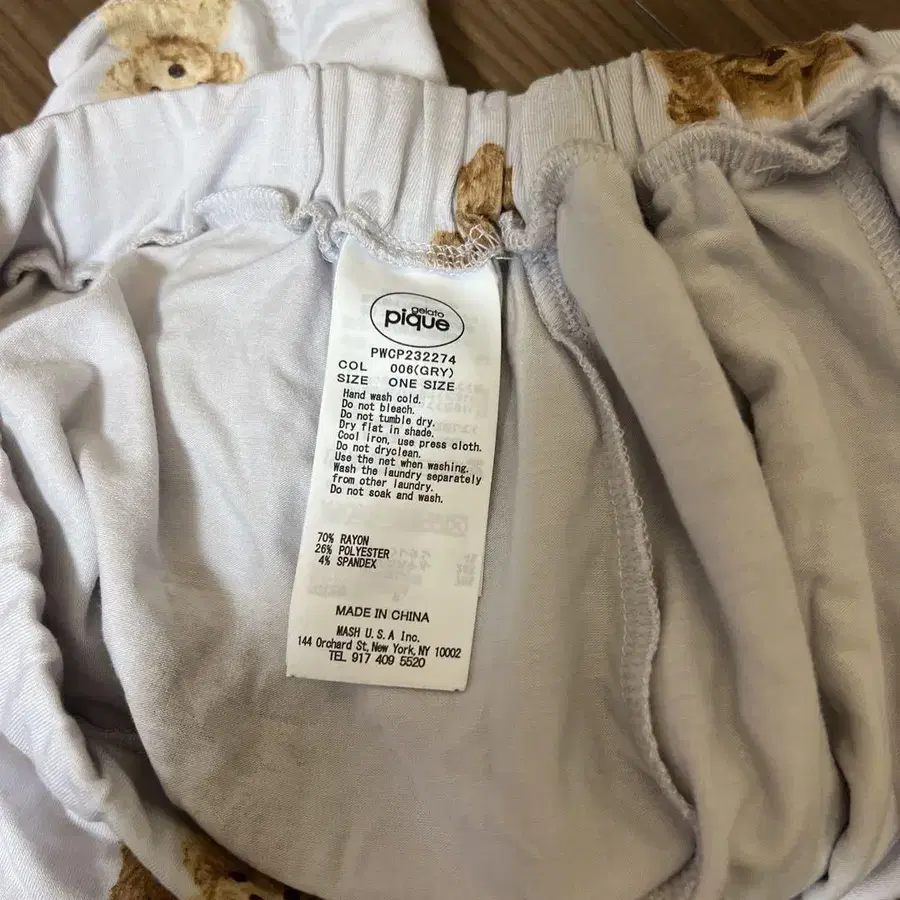 gelato
pique
PWCP232274
COL 006(GRY)
SIZE ONE SIZE
Hand wash cold.
Do not bleach.
Do not tumble dry.
Dry flat in shade.
Cool iron, use press cloth.
Do not dryclean.
Use the net when washing.
Wash the laundry separately
from other laundry.
Do not soak and wash.
70% RAYON
26% POLYESTER
4% SPANDEX
MADE IN CHINA
MASH U.S.A Inc.
144 Orchard St, New York, NY 10002
TEL 917 409 5520